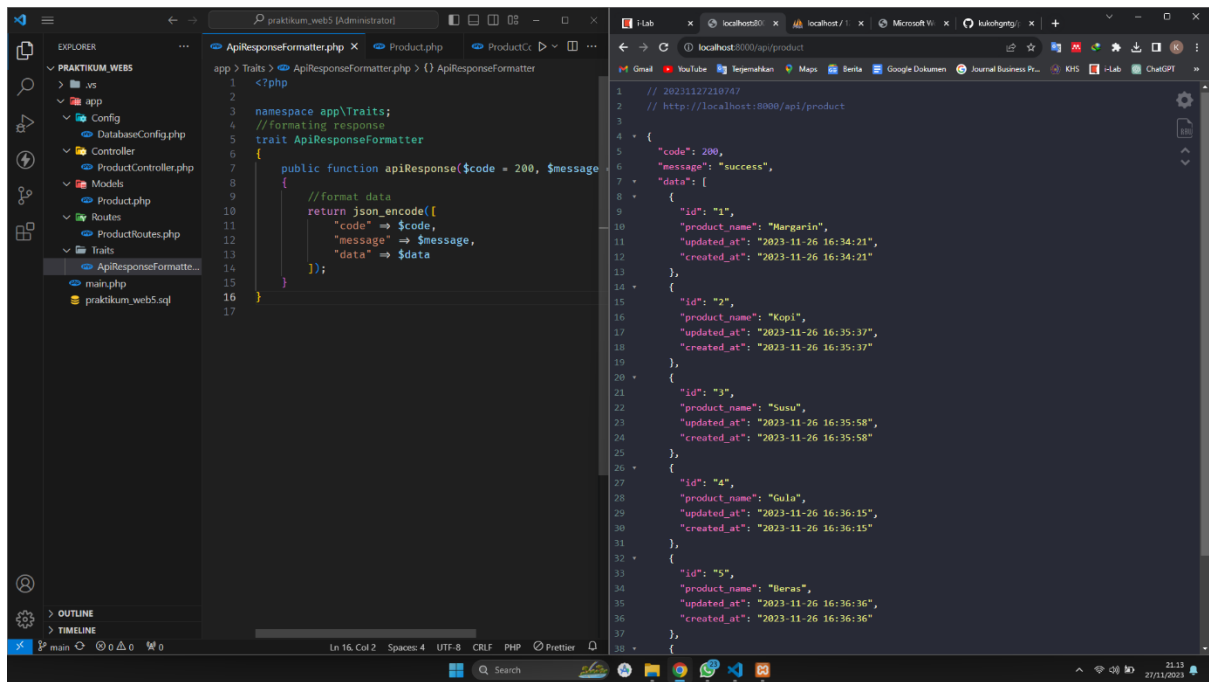 praktikum_web5 [Administrator]
EXPLORER
PRAKTIKUM_WEB5
.vs
app
Config
DatabaseConfig.php
Controller
ProductController.php
Models
Product.php
Routes
ProductRoutes.php
Traits
ApiResponseFormatte...
main.php
praktikum_web5.sql
OUTLINE
TIMELINE
ApiResponseFormatter.php
Product.php
ProductCc
app > Traits > ApiResponseFormatter.php > {} ApiResponseFormatter
1 <?php
2
3 namespace app\Traits;
4 //formating response
5 trait ApiResponseFormatter
6 {
7 public function apiResponse($code = 200, $message =
8 {
9 //format data
10 return json_encode([
11 "code" => $code,
12 "message" => $message,
13 "data" => $data
14 ]);
15 }
16 }
17
main 0 0 0 Ln 16, Col 2 Spaces: 4 UTF-8 CRLF PHP Prettier
i-Lab
localhost:80
localhost / 1
Microsoft W
kukohgntg/
localhost:8000/api/product
Gmail YouTube Terjemahkan Maps Berita Google Dokumen Journal Business Pr... KHS i-Lab ChatGPT »
1 // 20231127210747
2 // http://localhost:8000/api/product
3
4 {
5 "code": 200,
6 "message": "success",
7 "data": [
8 {
9 "id": "1",
10 "product_name": "Margarin",
11 "updated_at": "2023-11-26 16:34:21",
12 "created_at": "2023-11-26 16:34:21"
13 },
14 {
15 "id": "2",
16 "product_name": "Kopi",
17 "updated_at": "2023-11-26 16:35:37",
18 "created_at": "2023-11-26 16:35:37"
19 },
20 {
21 "id": "3",
22 "product_name": "Susu",
23 "updated_at": "2023-11-26 16:35:58",
24 "created_at": "2023-11-26 16:35:58"
25 },
26 {
27 "id": "4",
28 "product_name": "Gula",
29 "updated_at": "2023-11-26 16:36:15",
30 "created_at": "2023-11-26 16:36:15"
31 },
32 {
33 "id": "5",
34 "product_name": "Beras",
35 "updated_at": "2023-11-26 16:36:36",
36 "created_at": "2023-11-26 16:36:36"
37 },
38 {
Search
21.13
27/11/2023